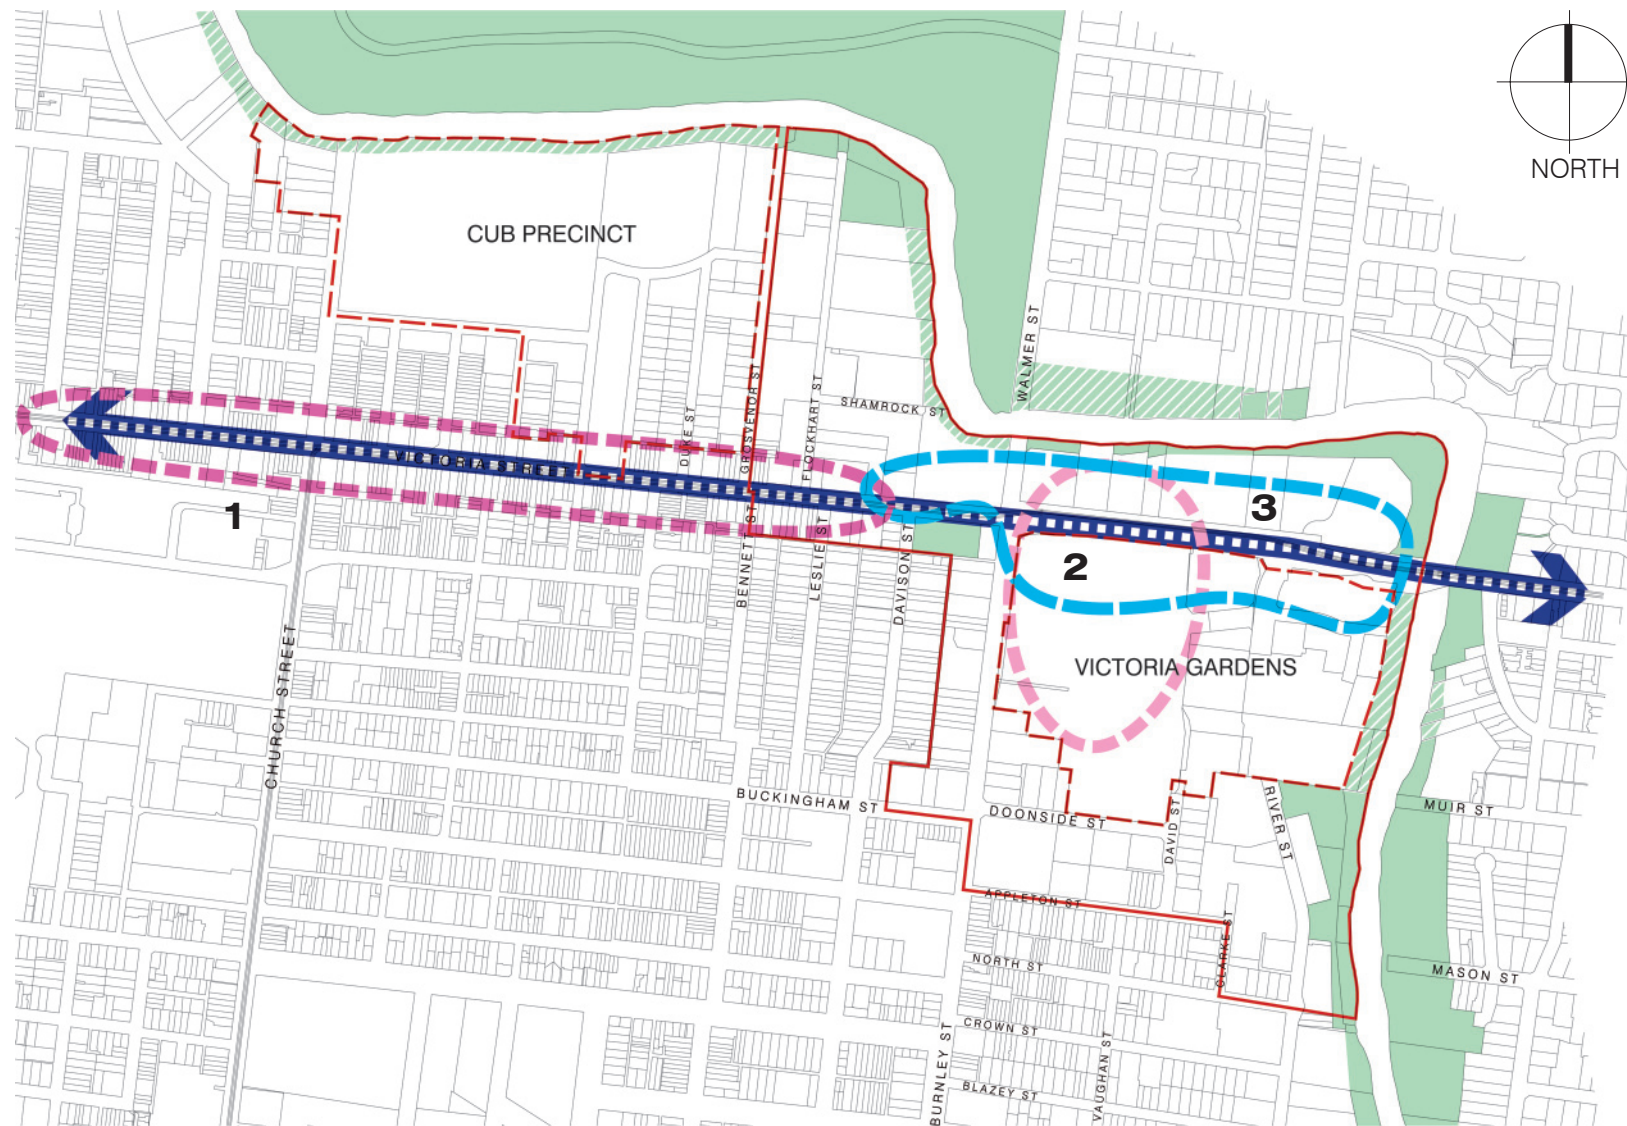 NORTH
CUB PRECINCT
WALMER ST
GROSVENOR ST
FLOCKHART ST
SHAMROCK ST
DUKE ST
VICTORIA STREET
1
3
2
BENNETT ST
LESLIE ST
DAVISON ST
VICTORIA GARDENS
CHURCH STREET
BUCKINGHAM ST
DOONSIDE ST
DAVID ST
RIVER ST
MUIR ST
APPLETON ST
CLARKE ST
NORTH ST
MASON ST
CROWN ST
BURNLEY ST
VAUGHAN ST
BLAZEY ST